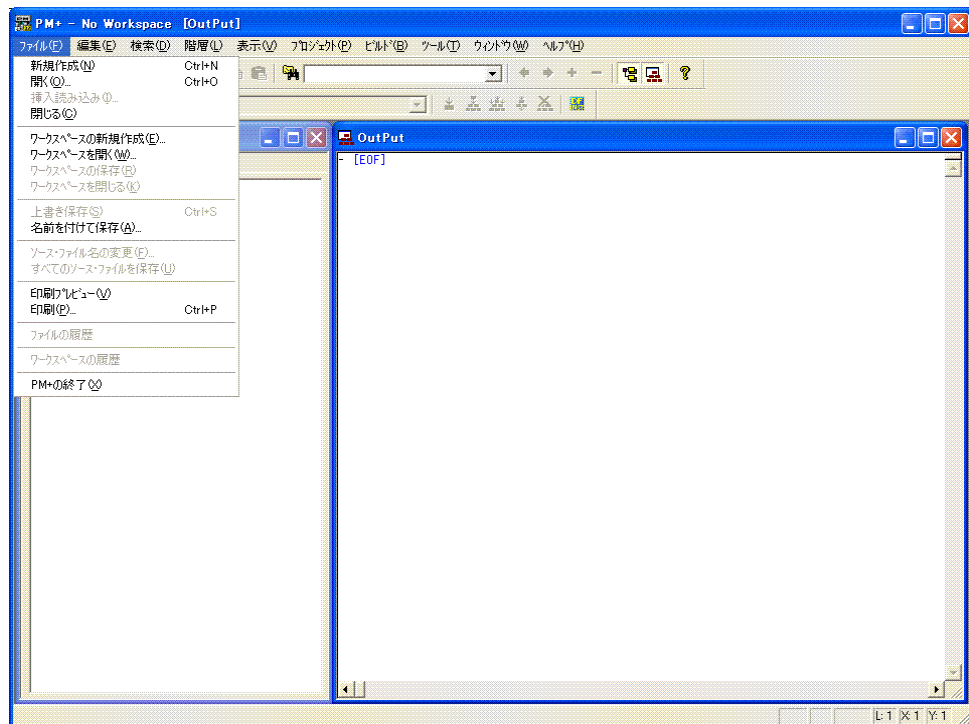 PM+ - No Workspace [OutPut]
ファイル(F) 編集(E) 検索(D) 階層(L) 表示(V) プロジェクト(P) ビルド(B) ツール(T) ウィンドウ(W) ヘルプ(H)
新規作成(N) Ctrl+N
開く(O)... Ctrl+O
挿入読み込み(I)...
閉じる(C)
ワークスペースの新規作成(E)...
ワークスペースを開く(W)...
ワークスペースの保存(R)
ワークスペースを閉じる(K)
上書き保存(S) Ctrl+S
名前を付けて保存(A)...
ソース・ファイル名の変更(F)...
すべてのソース・ファイルを保存(U)
印刷プレビュー(V)
印刷(P)... Ctrl+P
ファイルの履歴
ワークスペースの履歴
PM+の終了(X)
OutPut
[EOF]
L:1 X:1 Y:1